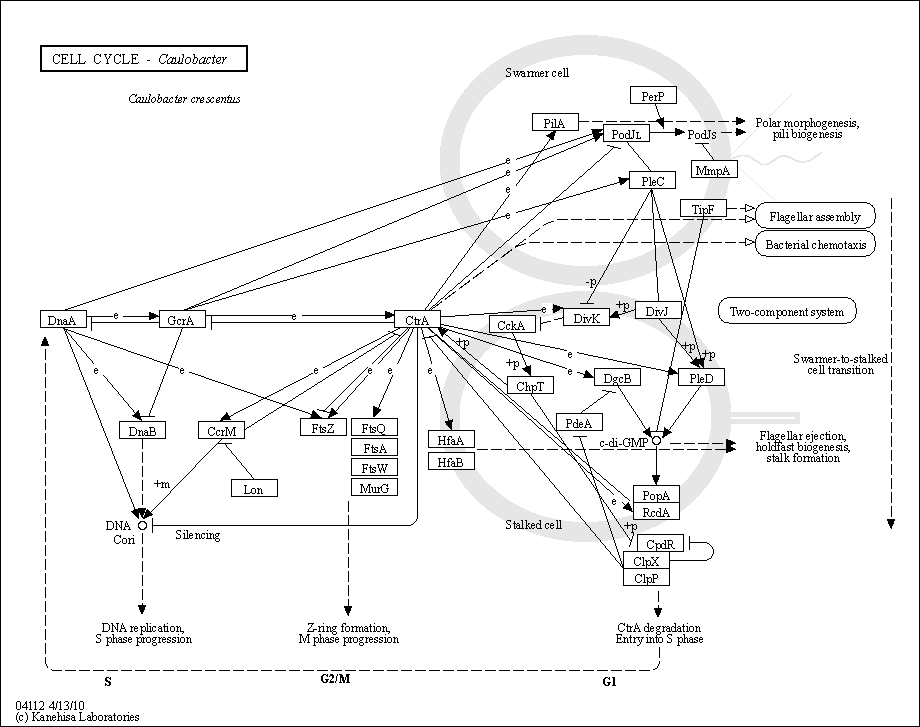 CELL CYCLE - Caulobacter
Caulobacter crescentus
Swarmer cell
PerP
PilA
PodJL
PodJS
Polar morphogenesis,
pili biogenesis
MmpA
PleC
TipF
Flagellar assembly
Bacterial chemotaxis
e
e
e
e
-p
+p
DnaA
e
GcrA
e
CtrA
e
CckA
DivK
DivJ
Two-component system
+p
+p
+p
+p
Swarmer-to-stalked
cell transition
e
e
e
e
e
e
e
e
ChpT
DgcB
PleD
DnaB
CcrM
FtsZ
FtsQ
FtsA
FtsW
MurG
HfaA
HfaB
PdeA
c-di-GMP
Flagellar ejection,
holdfast biogenesis,
stalk formation
Lon
+m
PopA
RcdA
e
+p
DNA
Cori
Silencing
Stalked cell
CpdR
ClpX
ClpP
DNA replication,
S phase progression
Z-ring formation,
M phase progression
CtrA degradation
Entry into S phase
S
G2/M
G1
04112 4/13/10
(c) Kanehisa Laboratories